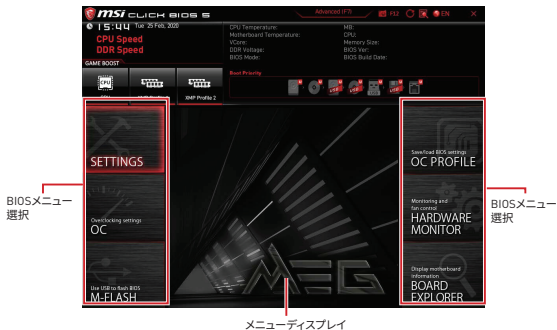 msi CLICK BIOS 5
Advanced (F7)
F12
EN
15:44 Tue 25 Feb, 2020
CPU Speed
DDR Speed
CPU Temperature:
Motherboard Temperature:
VCore:
DDR Voltage:
BIOS Mode:
MB:
CPU:
Memory Size:
BIOS Ver:
BIOS Build Date:
GAME BOOST
Boot Priority
CPU
XMP Profile 2
SETTINGS
Overclocking settings
OC
Use USB to flash BIOS
M-FLASH
Save/load BIOS settings
OC PROFILE
Monitoring and
fan control
HARDWARE
MONITOR
Display motherboard
information
BOARD
EXPLORER
MEG
BIOSメニュー
選択
BIOSメニュー
選択
メニューディスプレイ